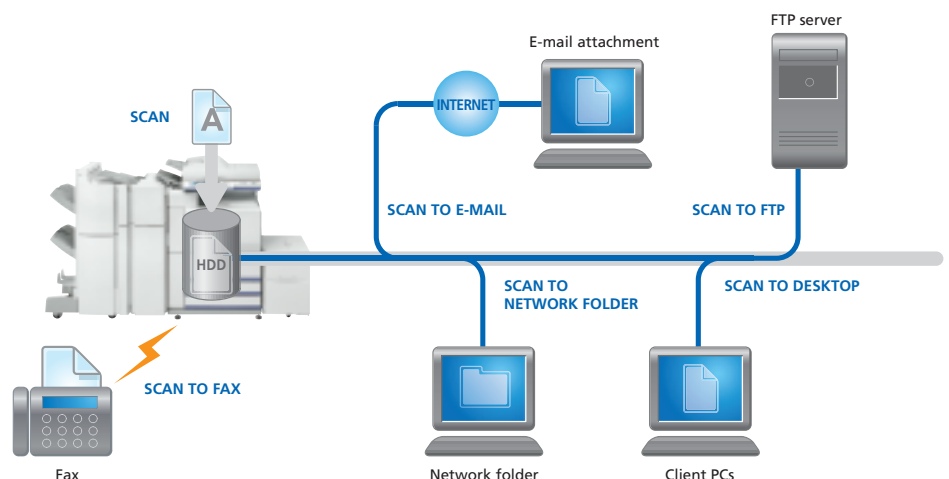 FTP server
E-mail attachment
INTERNET
SCAN
A
SCAN TO E-MAIL
SCAN TO FTP
HDD
SCAN TO
NETWORK FOLDER
SCAN TO DESKTOP
SCAN TO FAX
Fax
Network folder
Client PCs